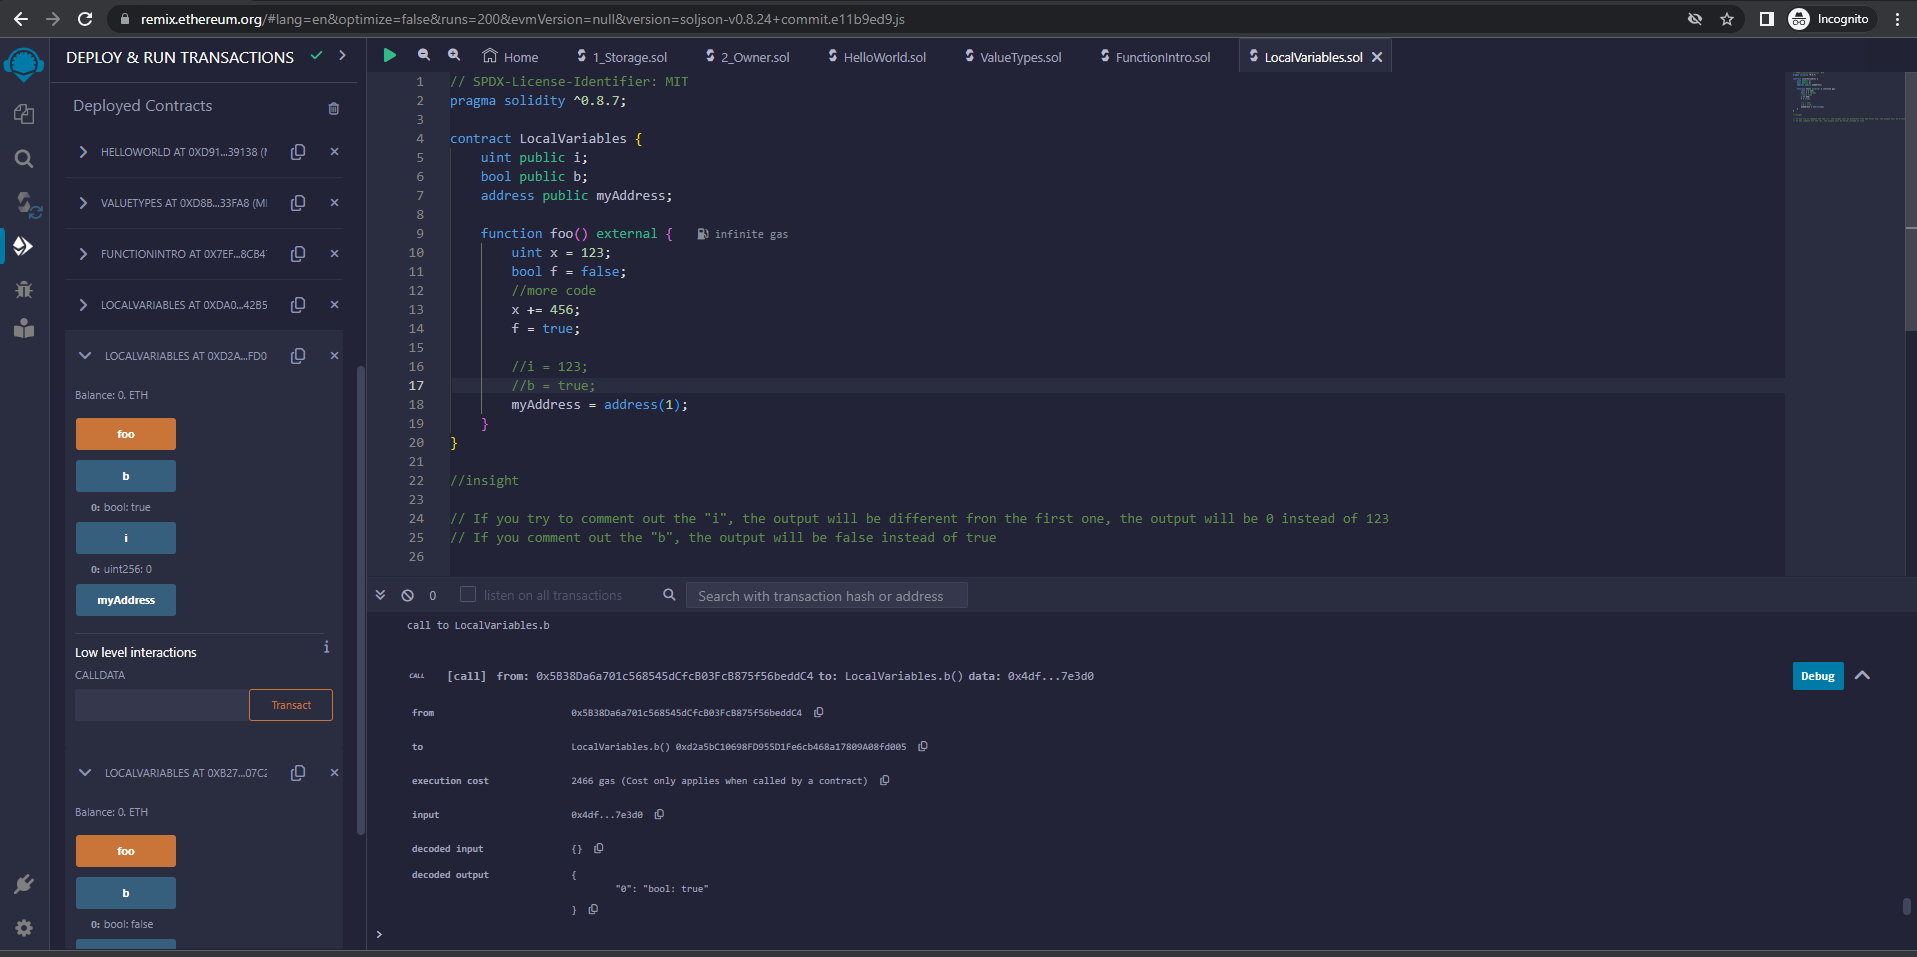 remix.ethereum.org/#lang=en&optimize=false&runs=200&evmVersion=null&version=soljson-v0.8.24+commit.e11b9ed9.js
Incognito
DEPLOY & RUN TRANSACTIONS
Deployed Contracts
HELLOWORLD AT 0XD91...39138 (
VALUETYPES AT 0XD8B...33FA8 (M
FUNCTIONINTRO AT 0X7EF...8CB4
LOCALVARIABLES AT 0XDA0...42B5
LOCALVARIABLES AT 0XD2A...FD0
Balance: 0. ETH
foo
b
0: bool: true
i
0: uint256: 0
myAddress
Low level interactions
i
CALLDATA
Transact
LOCALVARIABLES AT 0XB27...07C
Balance: 0. ETH
foo
b
0: bool: false
Home
1_Storage.sol
2_Owner.sol
HelloWorld.sol
ValueTypes.sol
FunctionIntro.sol
LocalVariables.sol
1 // SPDX-License-Identifier: MIT
2 pragma solidity ^0.8.7;
3
4 contract LocalVariables {
5 uint public i;
6 bool public b;
7 address public myAddress;
8
9 function foo() external { infinite gas
10 uint x = 123;
11 bool f = false;
12 //more code
13 x += 456;
14 f = true;
15
16 //i = 123;
17 //b = true;
18 myAddress = address(1);
19 }
20 }
21
22 //insight
23
24 // If you try to comment out the "i", the output will be different fron the first one, the output will be 0 instead of 123
25 // If you comment out the "b", the output will be false instead of true
26
0
listen on all transactions
Search with transaction hash or address
call to LocalVariables.b
CALL [call] from: 0x5B38Da6a701c568545dCfcB03FcB875f56beddC4 to: LocalVariables.b() data: 0x4df...7e3d0
Debug
from 0x5B38Da6a701c568545dCfcB03FcB875f56beddC4
to LocalVariables.b() 0xd2a5bC10698FD955D1Fe6cb468a17809A08fd005
execution cost 2466 gas (Cost only applies when called by a contract)
input 0x4df...7e3d0
decoded input {}
decoded output {
"0": "bool: true"
}
>